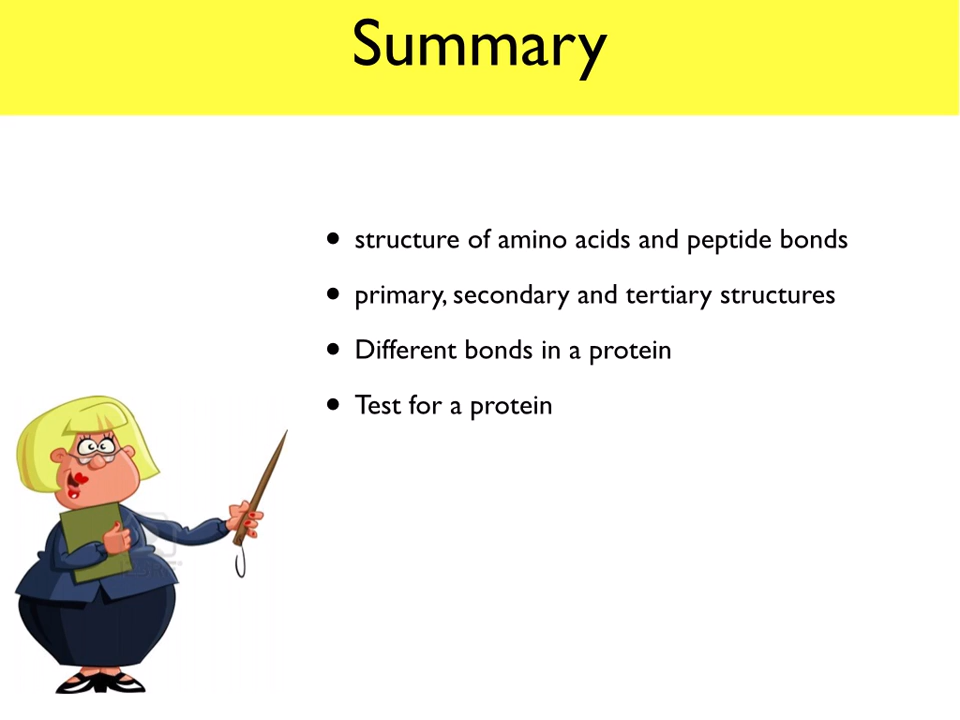 Summary
• structure of amino acids and peptide bonds
• primary, secondary and tertiary structures
• Different bonds in a protein
• Test for a protein